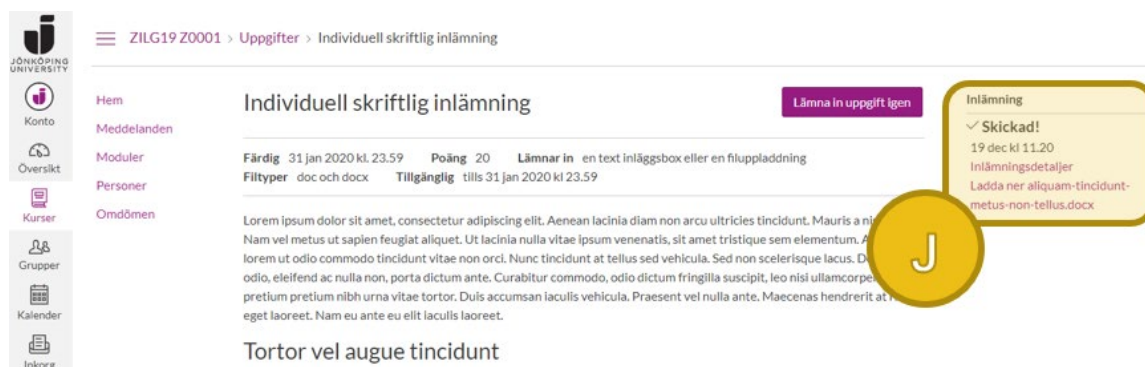 JÖNKÖPING
UNIVERSITY
Konto
Översikt
Kurser
Grupper
Kalender
Inkorg
ZILG19 Z0001 > Uppgifter > Individuell skriftlig inlämning
Hem
Meddelanden
Moduler
Personer
Omdömen
Individuell skriftlig inlämning
Lämna in uppgift igen
Färdig 31 jan 2020 kl. 23.59 Poäng 20 Lämnar in en text inläggsbox eller en filuppladdning
Filtyper doc och docx Tillgänglig tills 31 jan 2020 kl 23.59
Lorem ipsum dolor sit amet, consectetur adipiscing elit. Aenean lacinia diam non arcu ultricies tincidunt. Mauris a
Nam vel metus ut sapien feugiat aliquet. Ut lacinia nulla vitae ipsum venenatis, sit amet tristique sem elementum.
lorem ut odio commodo tincidunt vitae non orci. Nunc tincidunt at tellus sed vehicula. Sed non scelerisque lacus.
odio, eleifend ac nulla non, porta dictum ante. Curabitur commodo, odio dictum fringilla suscipit, leo nisi
pretium pretium nibh urna vitae tortor. Duis accumsan iaculis vehicula. Praesent vel nulla ante. Maecenas hendrerit at
eget laoreet. Nam eu ante eu elit iaculis laoreet.
Tortor vel augue tincidunt
Inlämning
✓ Skickad!
19 dec kl 11.20
Inlämningsdetaljer
Ladda ner aliquam-tincidunt-
metus-non-tellus.docx
J